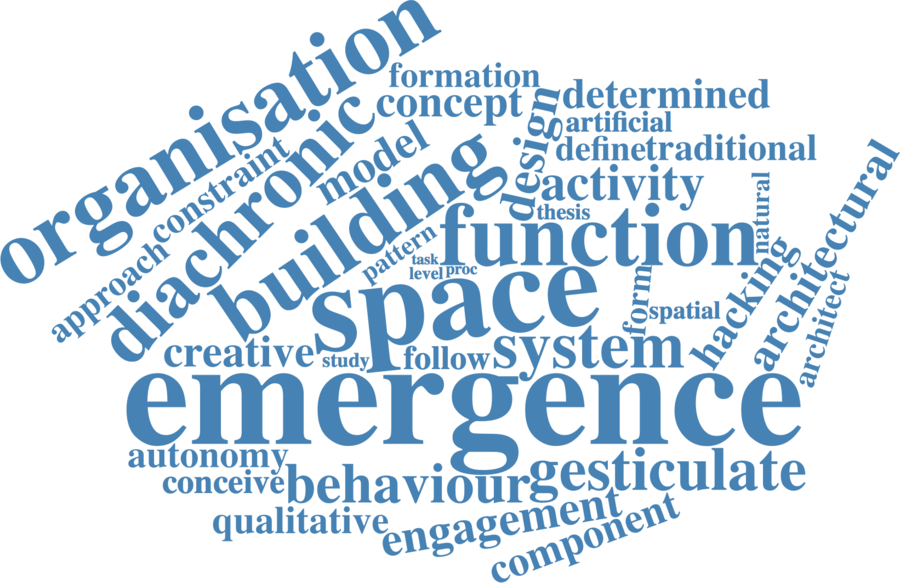 organisation
formation
concept
diachronic
constraint
model
design
determined
artificial
define
traditional
building
activity
approach
pattern
thesis
function
natural
architectural
task
level
proc
space
form
spatial
hacking
architect
creative
study
follow
system
emergence
autonomy
conceive
behaviour
gesticulate
qualitative
engagement
component